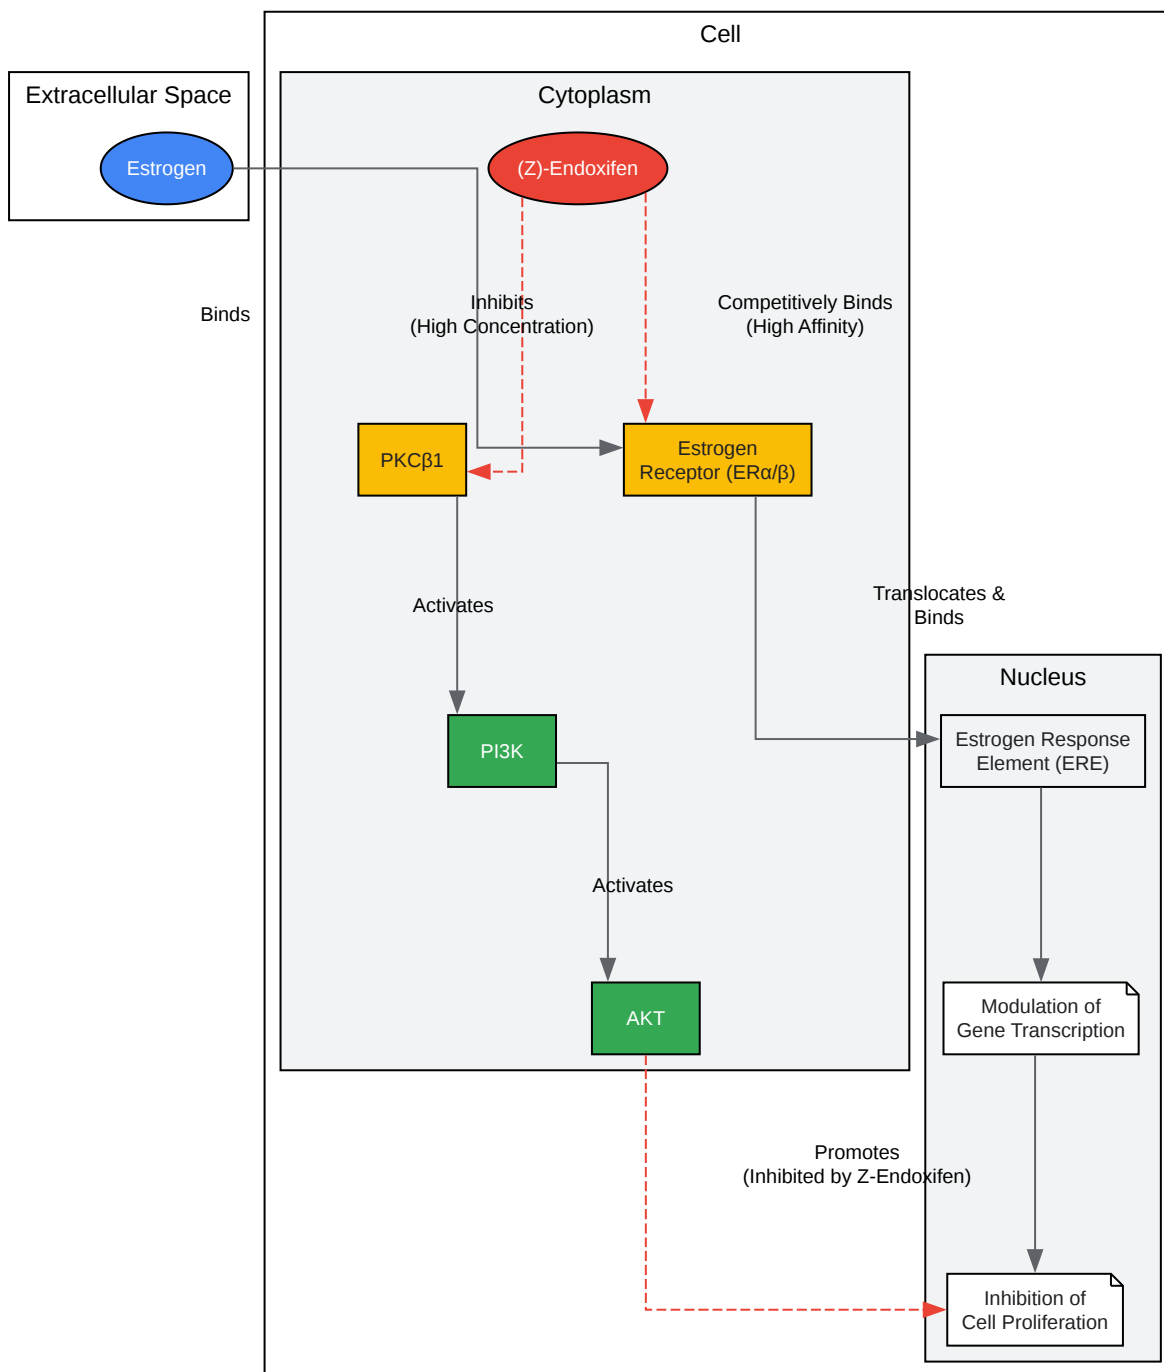 Cell
Extracellular Space
Cytoplasm
Estrogen
(Z)-Endoxifen
Binds
Inhibits
(High Concentration)
Competitively Binds
(High Affinity)
PKCβ1
Estrogen
Receptor (ERα/β)
Activates
Translocates &
Binds
Nucleus
PI3K
Estrogen Response
Element (ERE)
Activates
AKT
Modulation of
Gene Transcription
Promotes
(Inhibited by Z-Endoxifen)
Inhibition of
Cell Proliferation